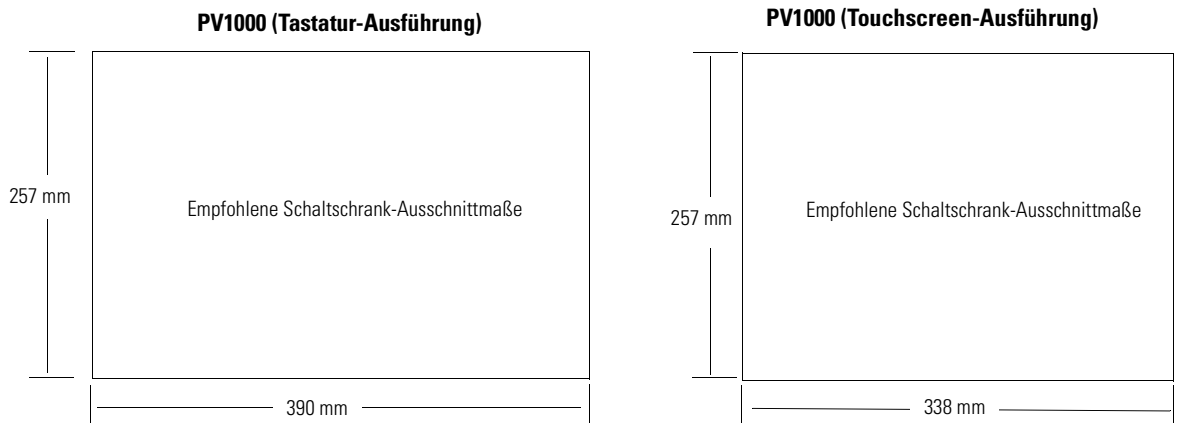 PV1000 (Tastatur-Ausführung)
257 mm
Empfohlene Schaltschrank-Ausschnittmaße
390 mm
PV1000 (Touchscreen-Ausführung)
257 mm
Empfohlene Schaltschrank-Ausschnittmaße
338 mm